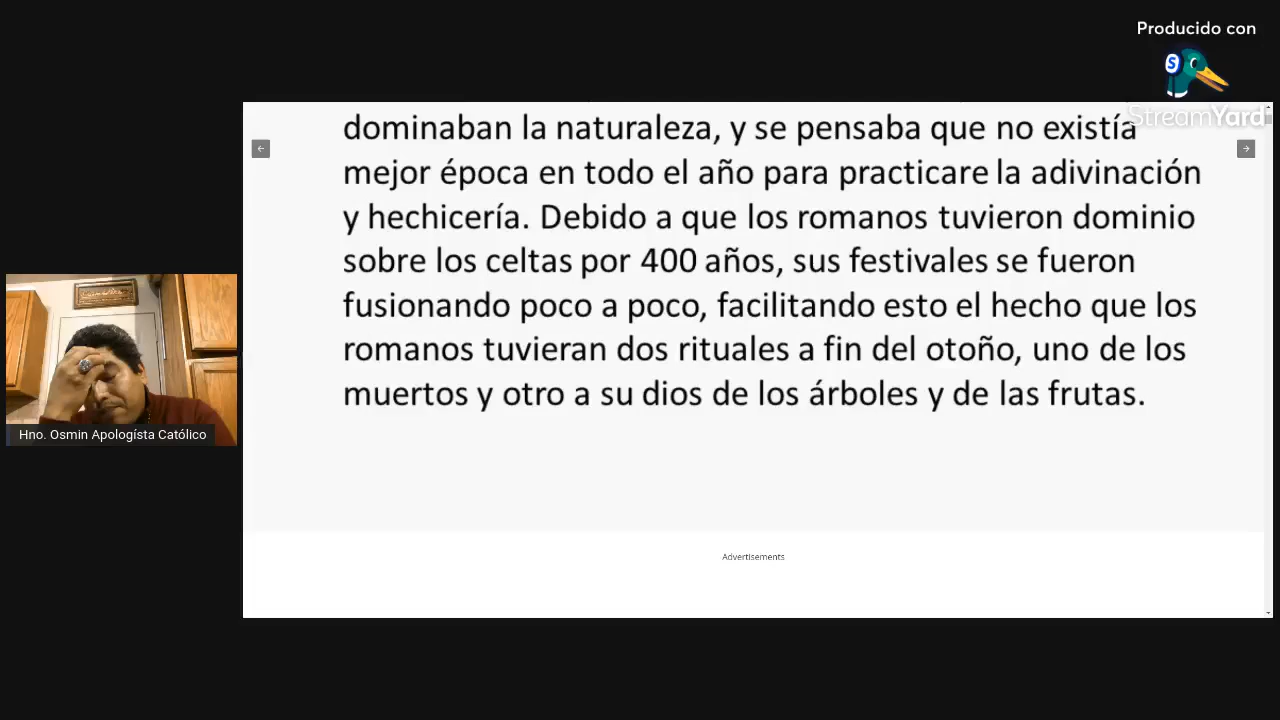 Producido con
StreamYard
dominaban la naturaleza, y se pensaba que no existía
mejor época en todo el año para practicare la adivinación
y hechicería. Debido a que los romanos tuvieron dominio
sobre los celtas por 400 años, sus festivales se fueron
fusionando poco a poco, facilitando esto el hecho que los
romanos tuvieran dos rituales a fin del otoño, uno de los
muertos y otro a su dios de los árboles y de las frutas.
Advertisements
Hno. Osmin Apologísta Católico